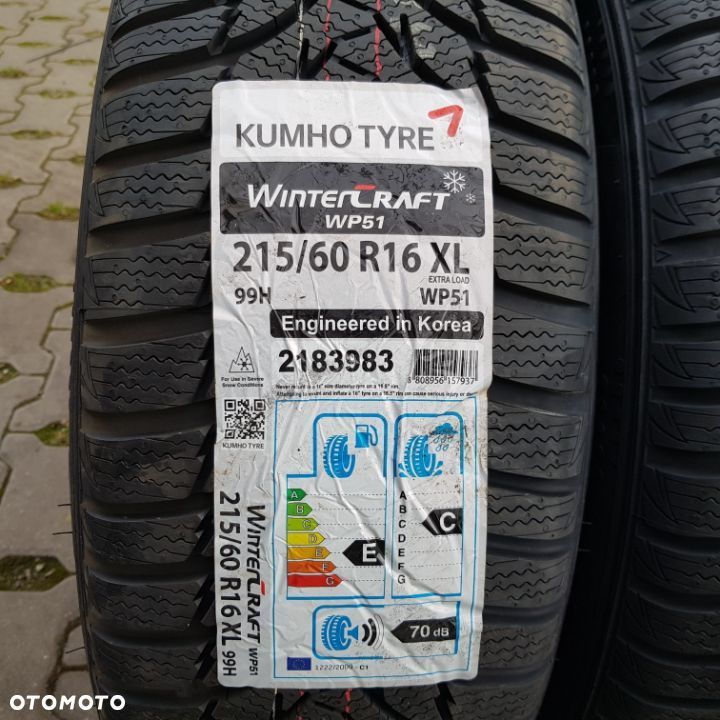 KUMHO TYRE
WINTERCRAFT
WP51
215/60 R16 XL
EXTRA LOAD
99H WP51
Engineered in Korea
2183983
8 808956 157937
For Use in Severe
Snow Conditions
KUMHO TYRE
A
B
C
D
E
F
G
E
A
B
C
D
E
F
G
C
70 dB
1222/2009 - C1
WINTERCRAFT WP51
215/60 R16 XL 99H
OTOMOTO